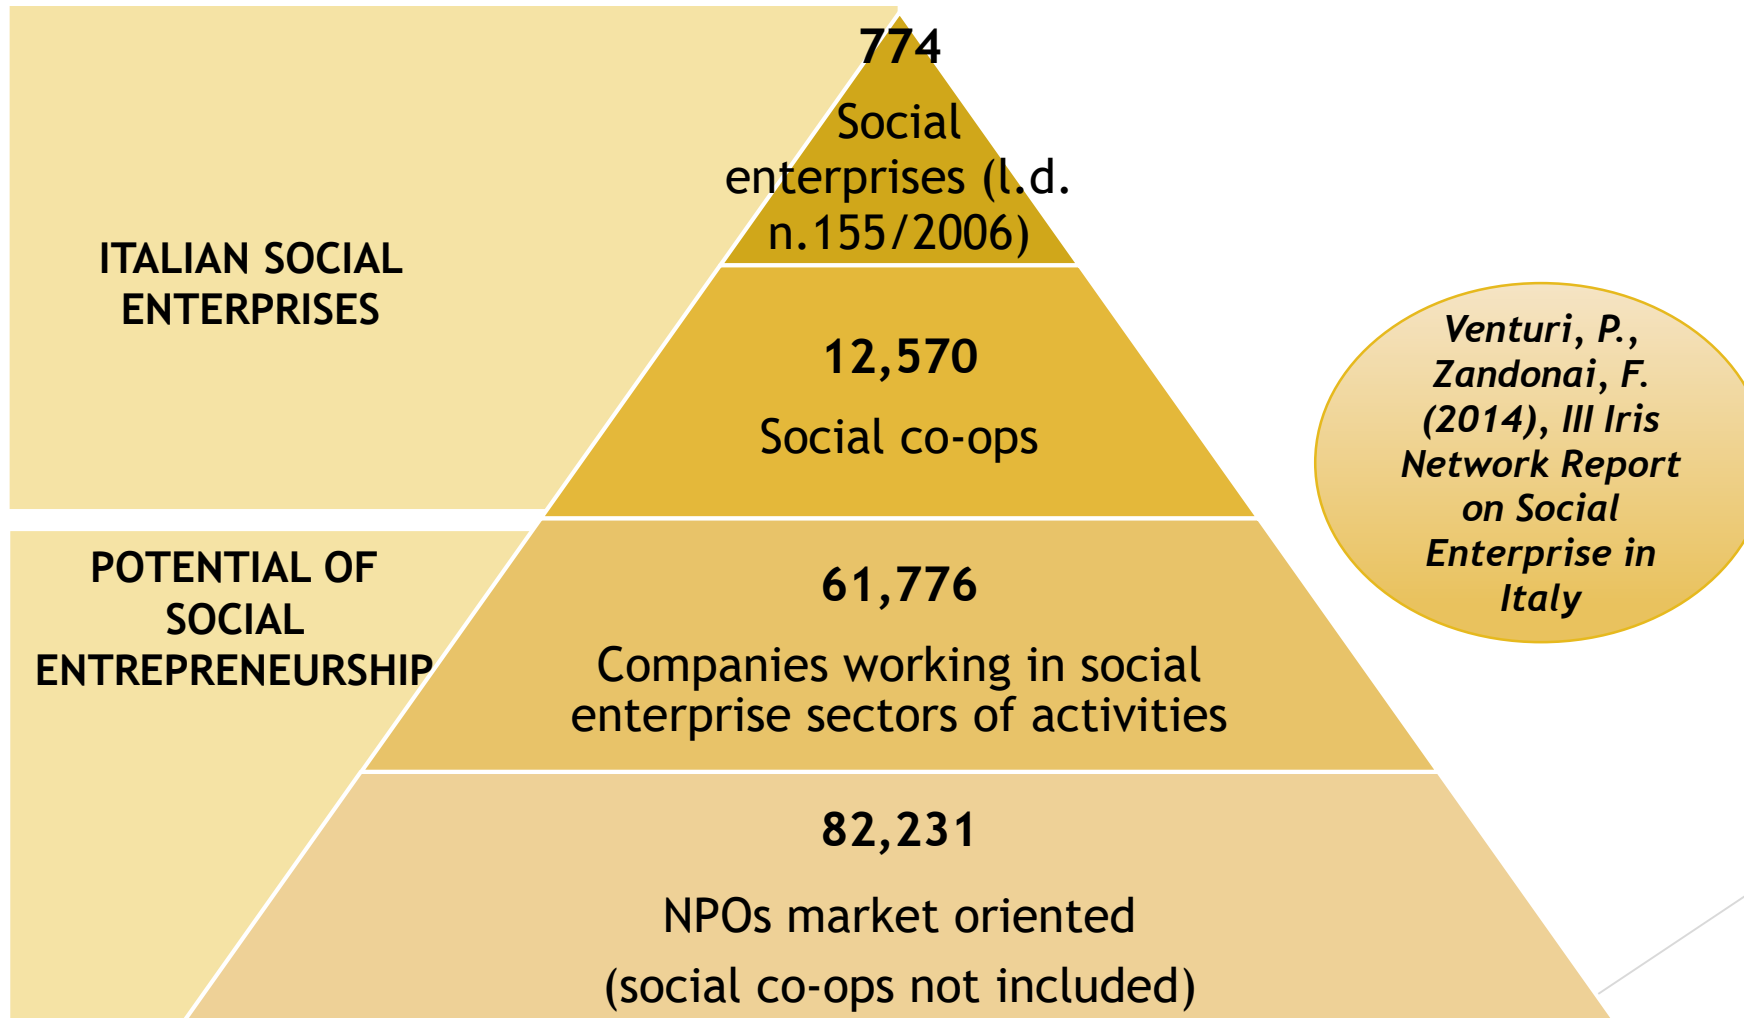 774
Social
enterprises (l.d.
n.155/2006)
ITALIAN SOCIAL
ENTERPRISES
12,570
Social co-ops
POTENTIAL OF
SOCIAL
ENTREPRENEURSHIP
61,776
Companies working in social
enterprise sectors of activities
82,231
NPOs market oriented
(social co-ops not included)
Venturi, P.,
Zandonai, F.
(2014), III Iris
Network Report
on Social
Enterprise in
Italy